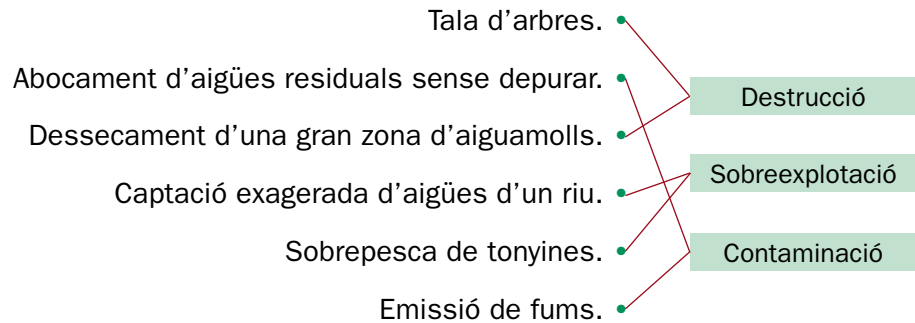 Tala d’arbres.
Abocament d’aigües residuals sense depurar.
Destrucció
Dessecament d’una gran zona d’aiguamolls.
Sobreexplotació
Captació exagerada d’aigües d’un riu.
Sobrepesca de tonyines.
Contaminació
Emissió de fums.